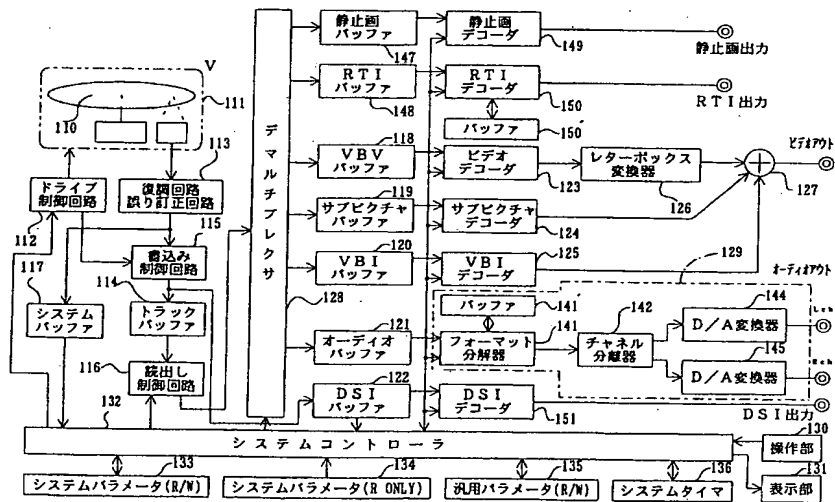 静止画
バッファ
147
静止画
デコーダ
149
静止画出力
V
111
110
RTI
バッファ
148
RTI
デコーダ
150
RTI出力
バッファ
150
113
ドライブ
制御回路
112
復調回路
誤り訂正回路
115
118
VBV
バッファ
ビデオ
デコーダ
123
レターボックス
変換器
126
ビデオアウト
127
119
サブピクチャ
バッファ
サブピクチャ
デコーダ
124
書込み
制御回路
114
117
システム
バッファ
トラック
バッファ
116
読出し
制御回路
デマルチプレクサ
128
120
VBI
バッファ
125
VBI
デコーダ
129
オーディオアウト
バッファ
141
142
144
121
オーディオ
バッファ
フォーマット
分解器
141
チャネル
分離器
D/A変換器
Lch
145
D/A変換器
Rch
122
DSI
バッファ
DSI
デコーダ
151
DSI出力
132
システムコントローラ
130
操作部
131
表示部
133
システムパラメータ(R/W)
134
システムパラメータ(R ONLY)
135
汎用パラメータ(R/W)
136
システムタイマ